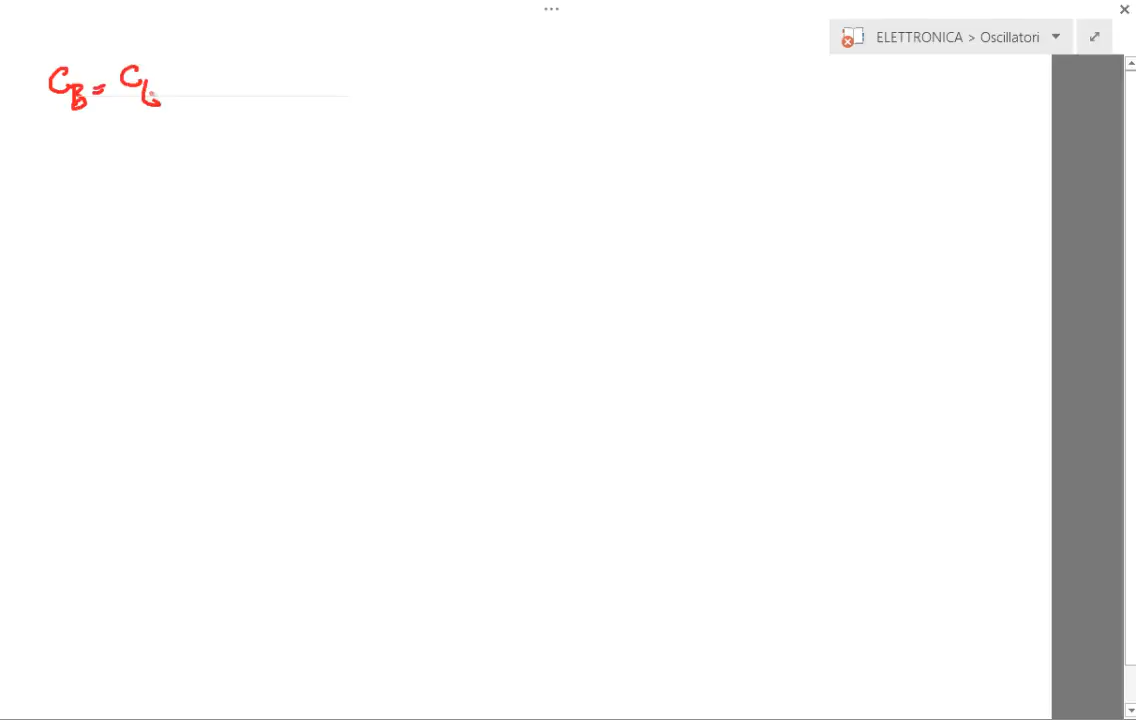 ELETTRONICA > Oscillatori
C_B = C_L